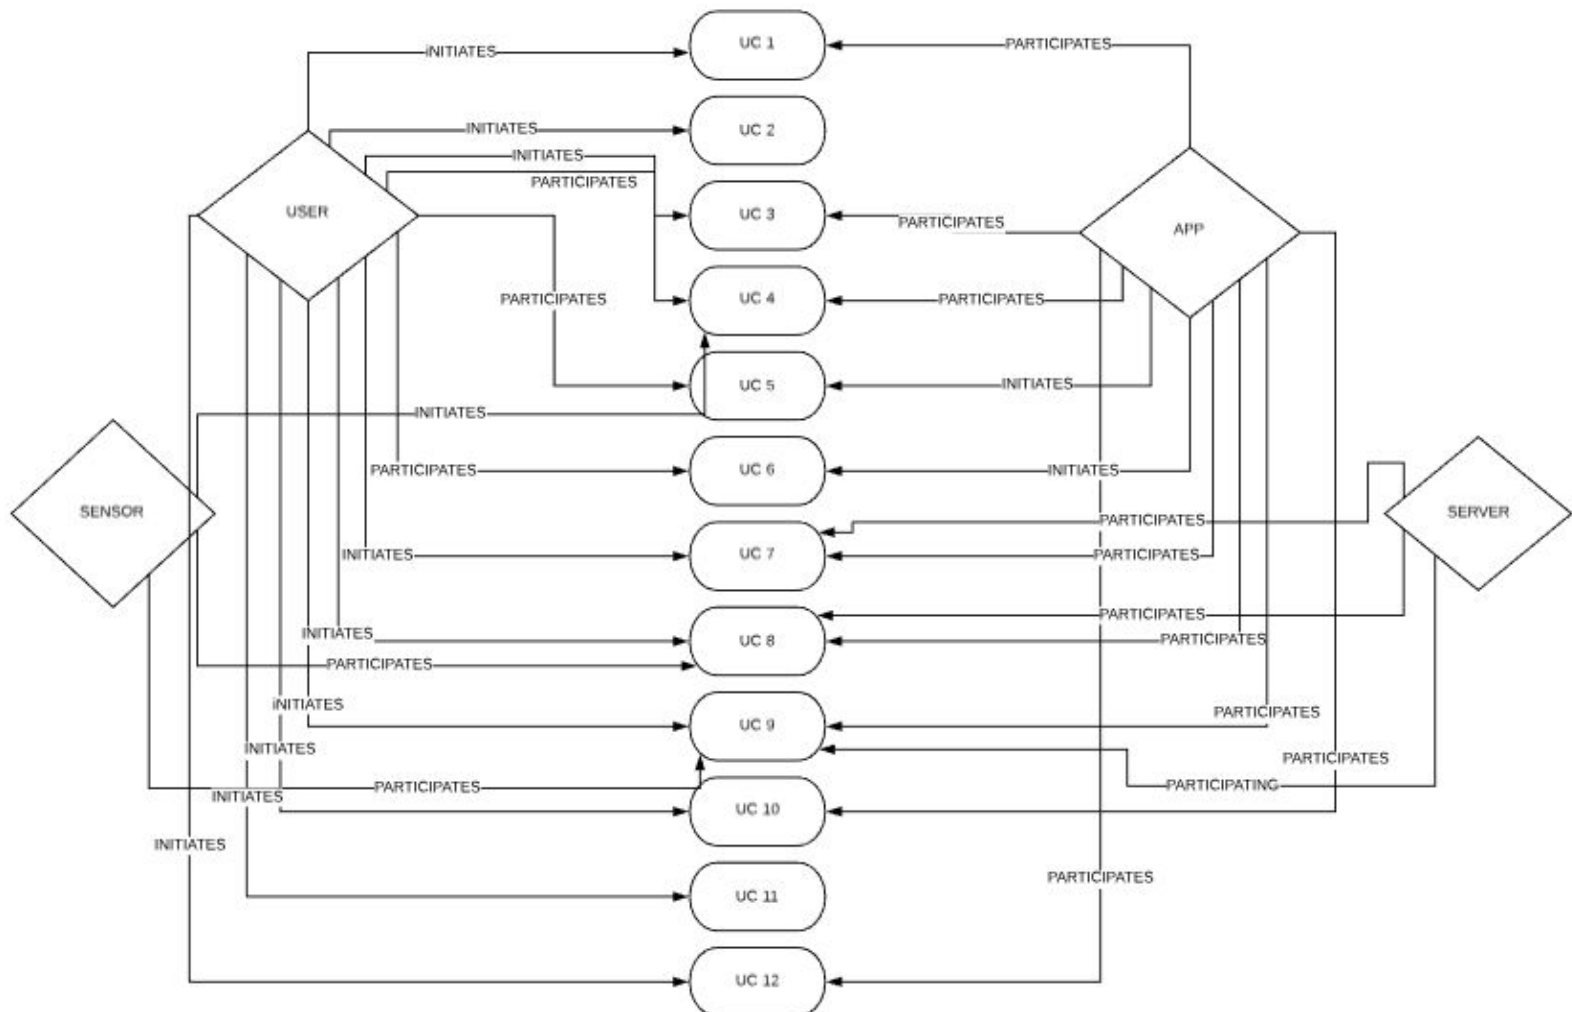 UC 1
iNITIATES
PARTICIPATES
UC 2
INITIATES
INITIATES
PARTICIPATES
USER
UC 3
PARTICIPATES
APP
PARTICIPATES
UC 4
PARTICIPATES
UC 5
INITIATES
INITIATES
PARTICIPATES
UC 6
INITIATES
SENSOR
SERVER
PARTICIPATES
INITIATES
UC 7
PARTICIPATES
PARTICIPATES
INITIATES
UC 8
PARTICIPATES
PARTICIPATES
iNITIATES
PARTICIPATES
UC 9
INITIATES
PARTICIPATES
PARTICIPATES
PARTICIPATING
INITIATES
UC 10
INITIATES
PARTICIPATES
UC 11
UC 12